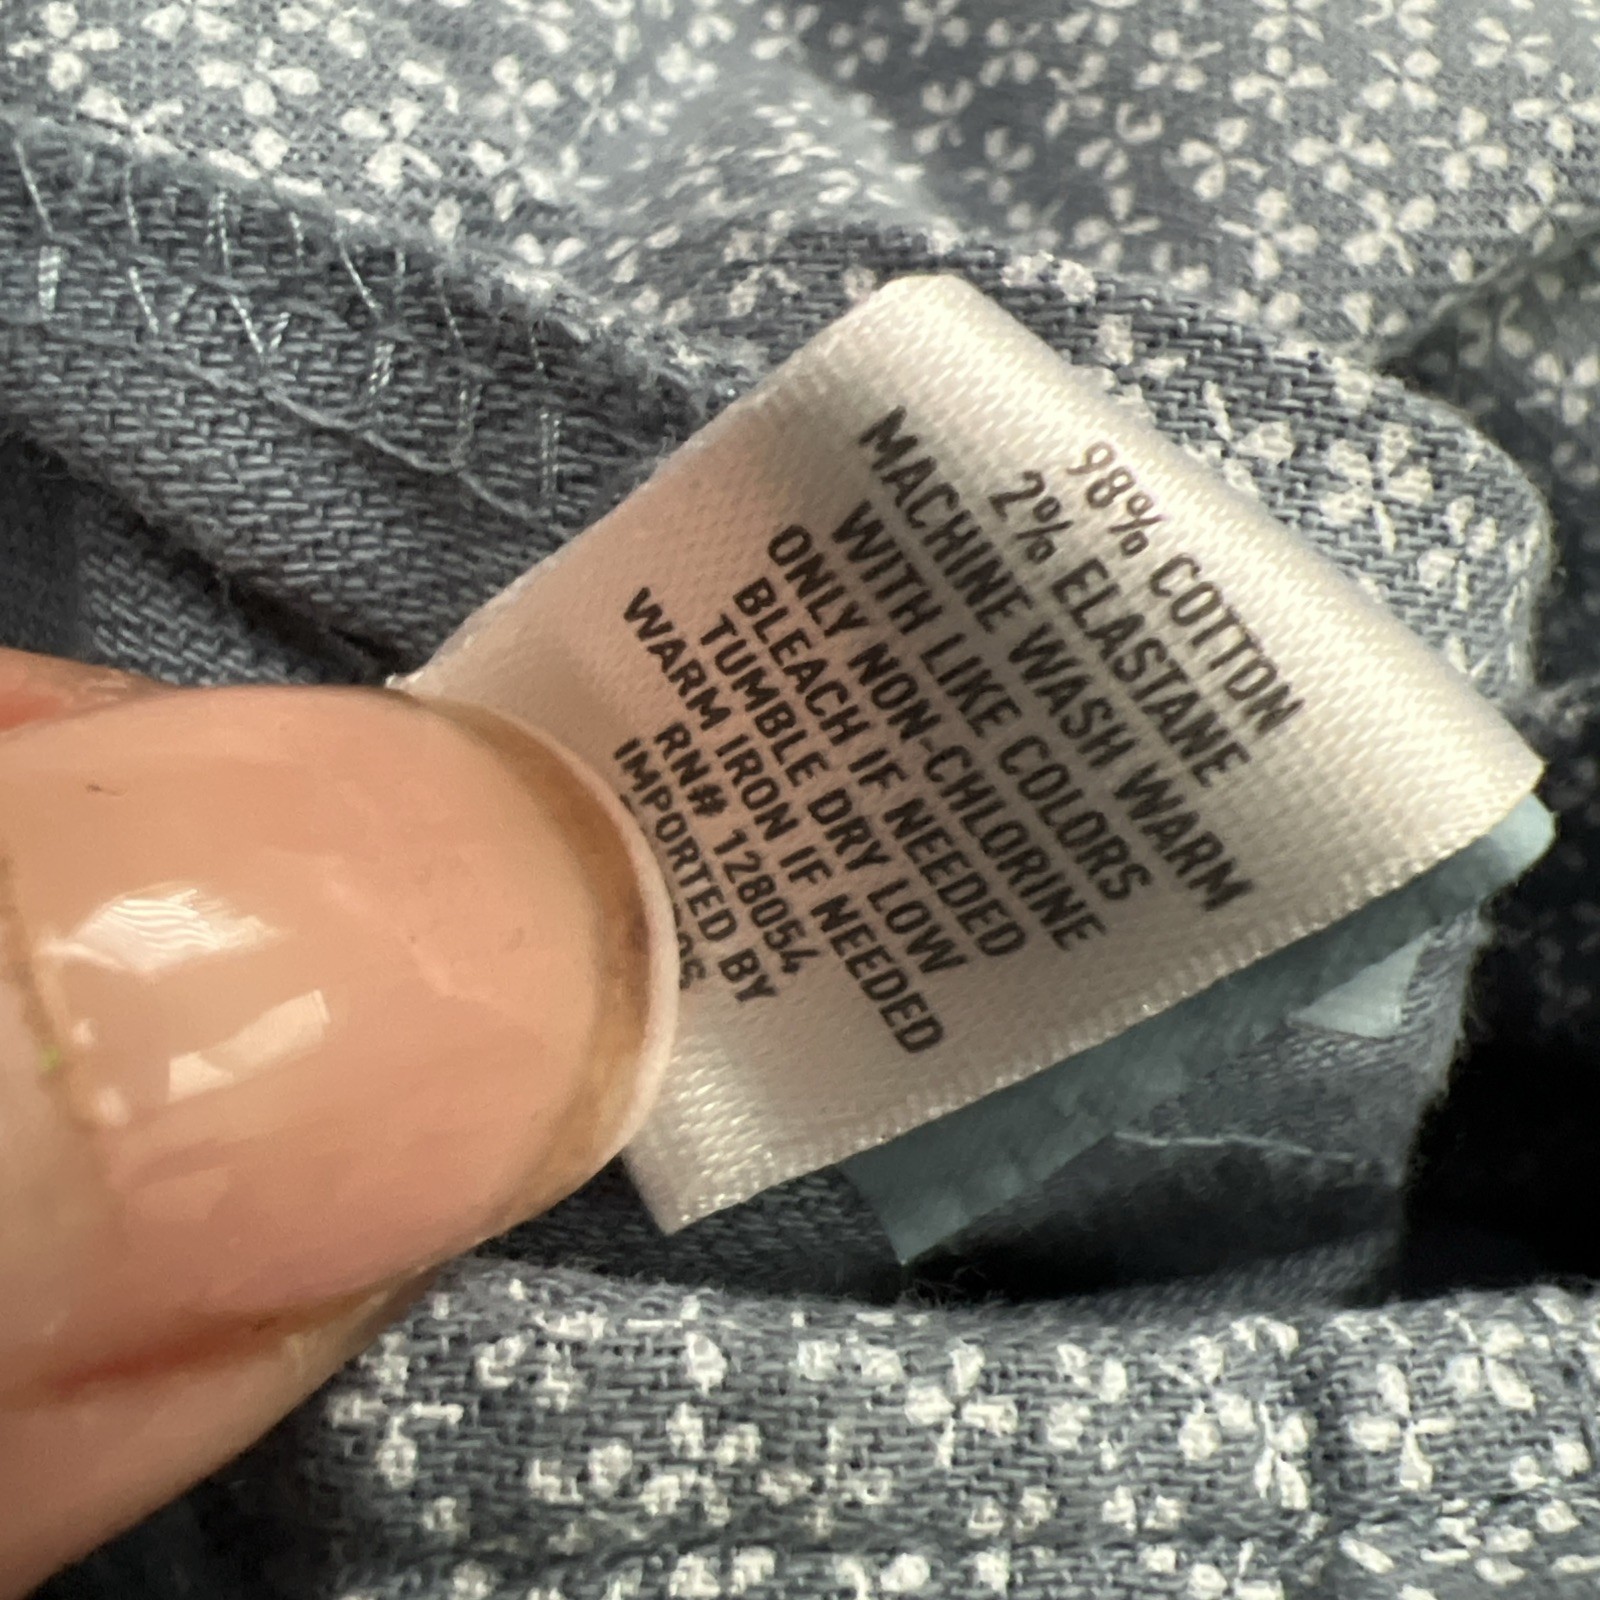 98% COTTON
2% ELASTANE
MACHINE WASH WARM
WITH LIKE COLORS
ONLY NON-CHLORINE
BLEACH IF NEEDED
TUMBLE DRY LOW
WARM IRON IF NEEDED
RN# 128054
IMPORTED BY